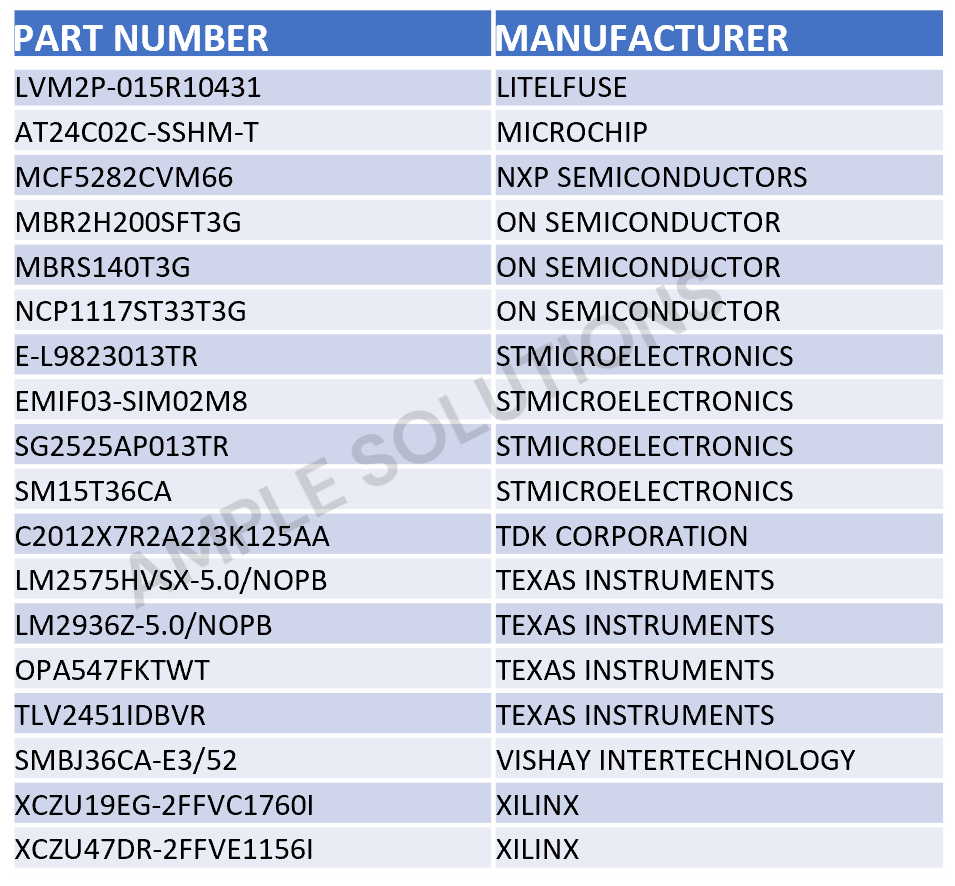 PART NUMBER MANUFACTURER
LVM2P-015R10431 LITELFUSE
AT24C02C-SSHM-T MICROCHIP
MCF5282CVM66 NXP SEMICONDUCTORS
MBR2H200SFT3G ON SEMICONDUCTOR
MBRS140T3G ON SEMICONDUCTOR
NCP1117ST33T3G ON SEMICONDUCTOR
E-L9823013TR STMICROELECTRONICS
EMIF03-SIM02M8 STMICROELECTRONICS
SG2525AP013TR STMICROELECTRONICS
SM15T36CA STMICROELECTRONICS
C2012X7R2A223K125AA TDK CORPORATION
LM2575HVSX-5.0/NOPB TEXAS INSTRUMENTS
LM2936Z-5.0/NOPB TEXAS INSTRUMENTS
OPA547FKTWT TEXAS INSTRUMENTS
TLV2451IDBVR TEXAS INSTRUMENTS
SMBJ36CA-E3/52 VISHAY INTERTECHNOLOGY
XCZU19EG-2FFVC1760I XILINX
XCZU47DR-2FFVE1156I XILINX
AMPLE SOLUTIONS